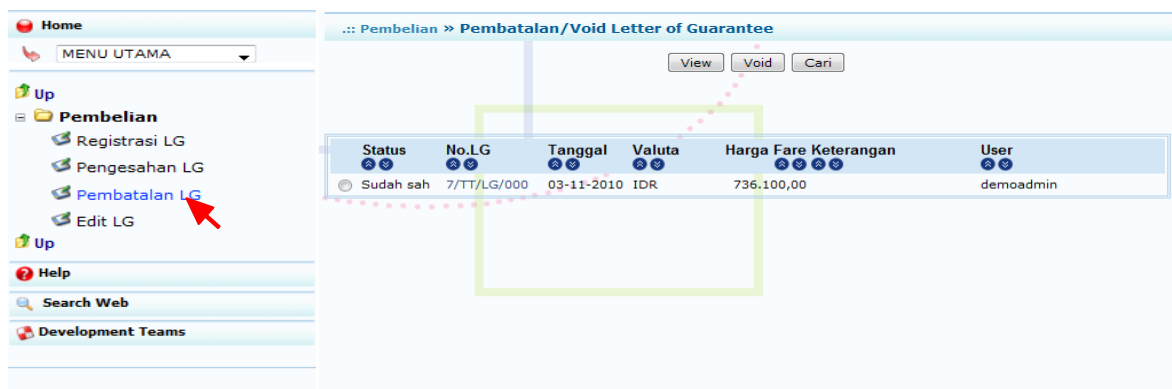 Home
MENU UTAMA
Up
Pembelian
Registrasi LG
Pengesahan LG
Pembatalan LG
Edit LG
Up
Help
Search Web
Development Teams
.:: Pembelian » Pembatalan/Void Letter of Guarantee
View Void Cari
Status No.LG Tanggal Valuta Harga Fare Keterangan User
Sudah sah 7/TT/LG/000 03-11-2010 IDR 736.100,00 demoadmin